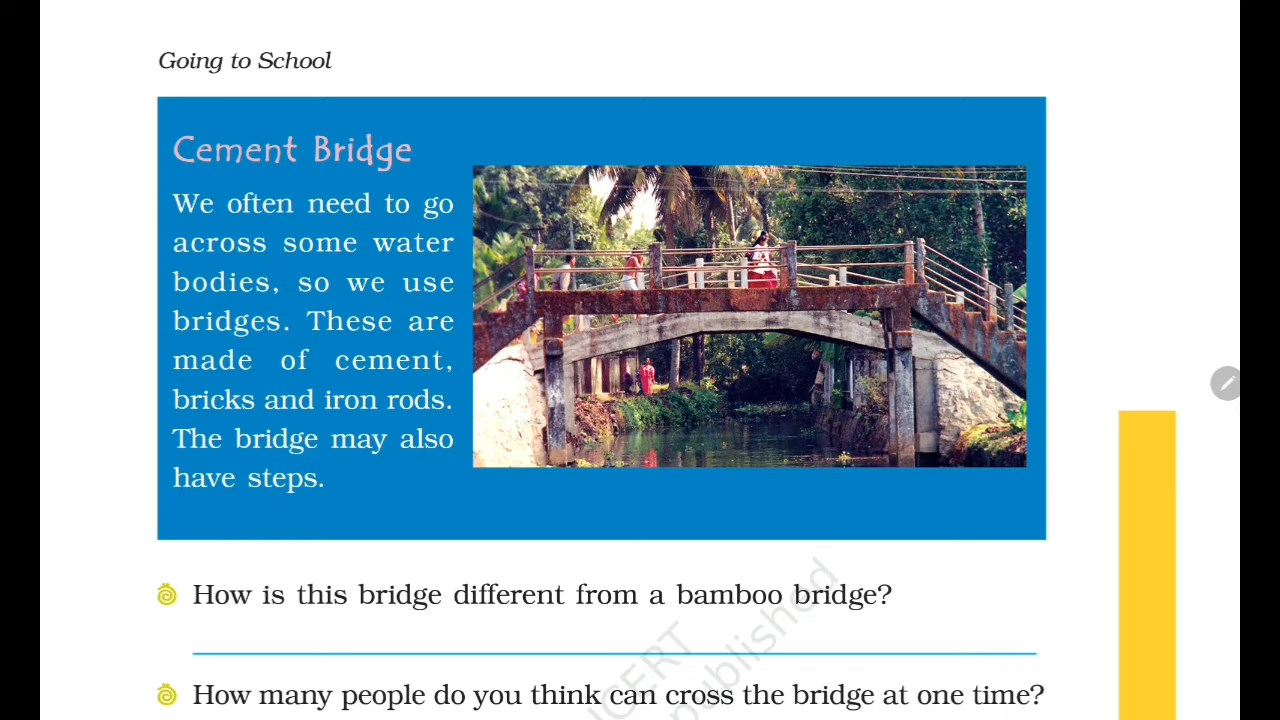 Going to School
Cement Bridge
We often need to go
across some water
bodies, so we use
bridges. These are
made of cement,
bricks and iron rods.
The bridge may also
have steps.
How is this bridge different from a bamboo bridge?
How many people do you think can cross the bridge at one time?
NCERT
published